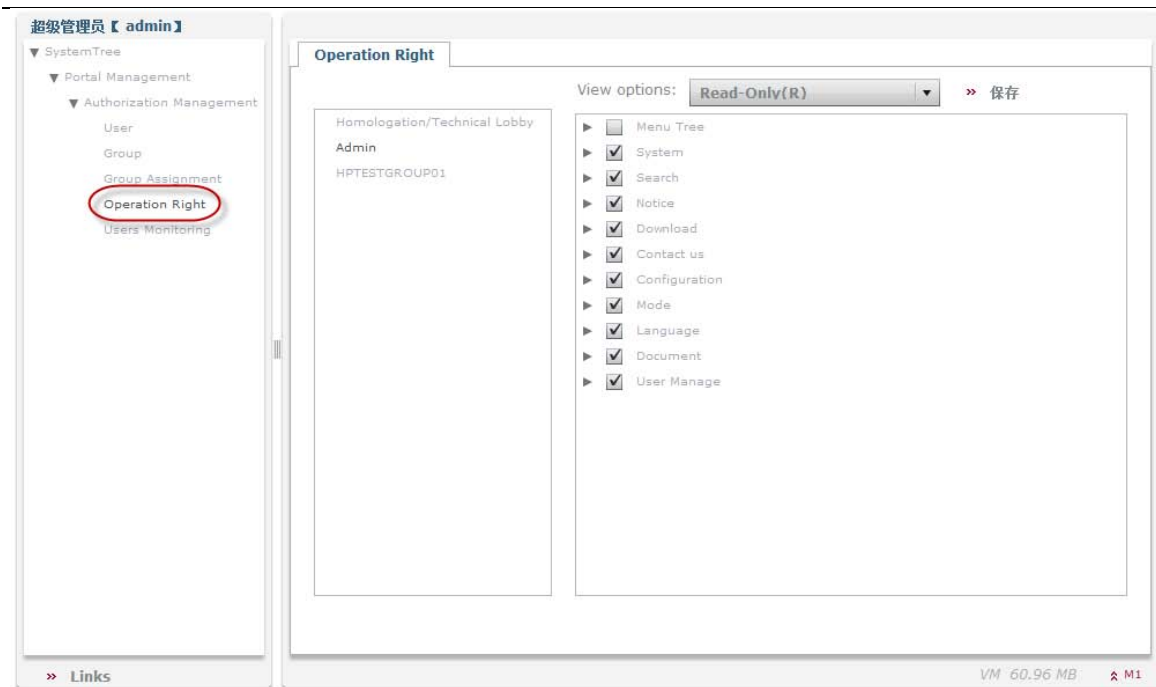 超级管理员【 admin】
SystemTree
Portal Management
Authorization Management
User
Group
Group Assignment
Operation Right
Users Monitoring
Links
Operation Right
View options: Read-Only(R) 保存
Homologation/Technical Lobby
Admin
HPTESTGROUP01
Menu Tree
System
Search
Notice
Download
Contact us
Configuration
Mode
Language
Document
User Manage
VM 60.96 MB M1